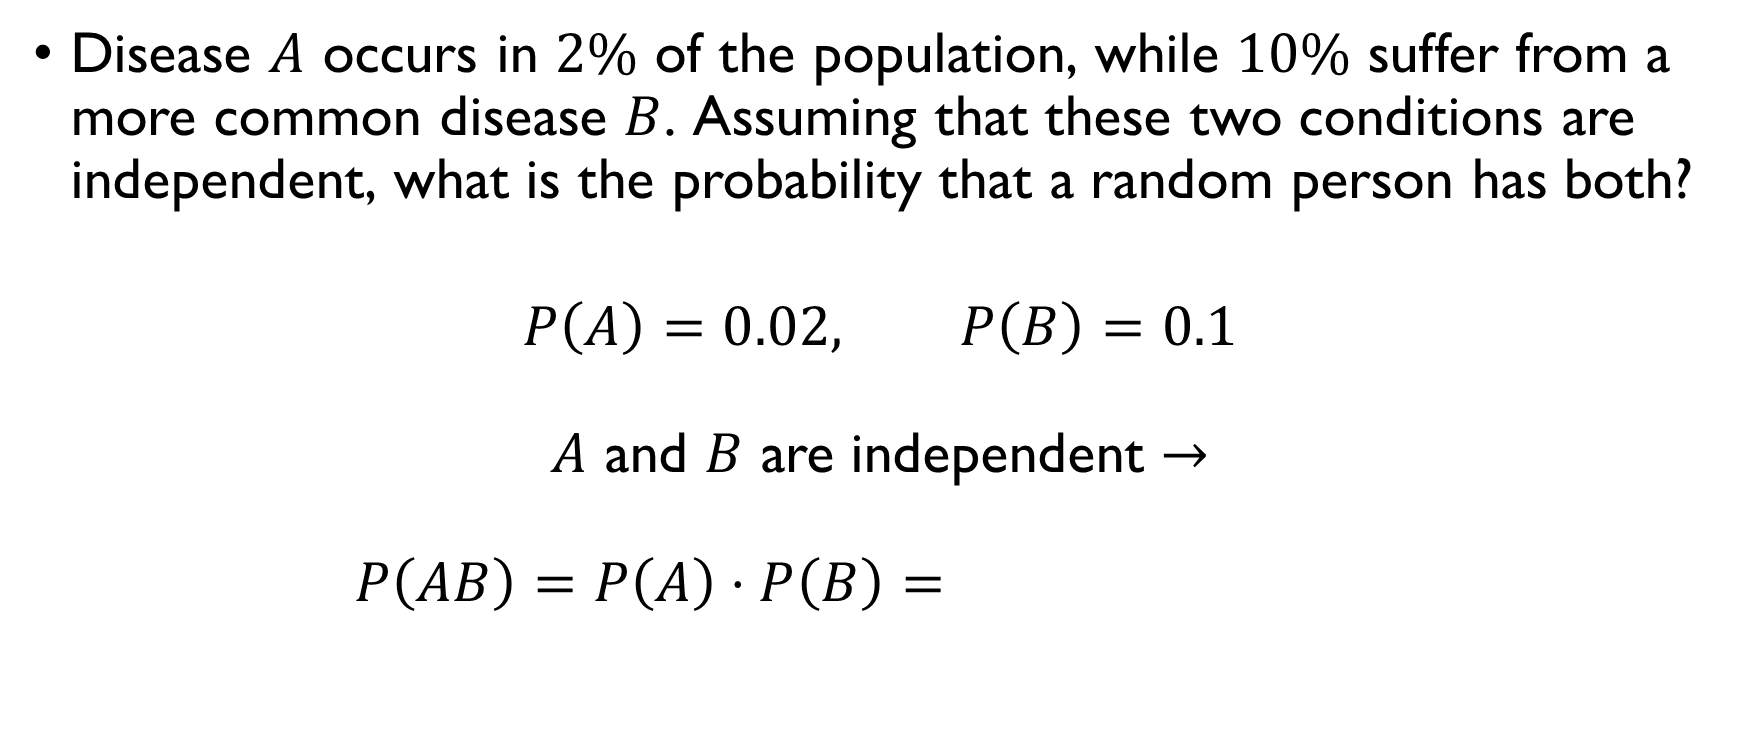 • Disease A occurs in 2% of the population, while 10% suffer from a
more common disease B. Assuming that these two conditions are
independent, what is the probability that a random person has both?
P(A) = 0.02, P(B) = 0.1
A and B are independent →
P(AB) = P(A) · P(B) =